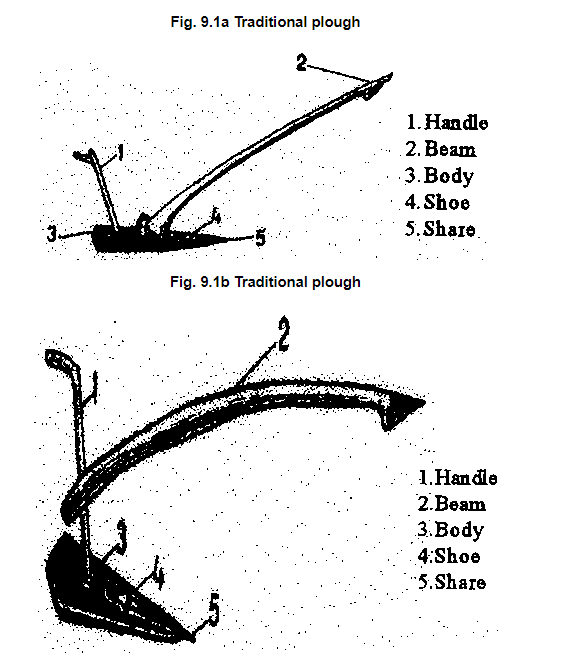 Fig. 9.1a Traditional plough
2
1
1.Handle
2.Beam
3.Body
4.Shoe
5.Share
3
4
5
Fig. 9.1b Traditional plough
2
1
1.Handle
2.Beam
3.Body
4.Shoe
5.Share
3
4
5